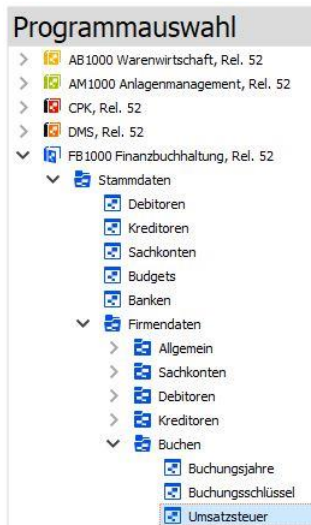 Programmauswahl
AB1000 Warenwirtschaft, Rel. 52
AM1000 Anlagenmanagement, Rel. 52
CPK, Rel. 52
DMS, Rel. 52
FB1000 Finanzbuchhaltung, Rel. 52
Stammdaten
Debitoren
Kreditoren
Sachkonten
Budgets
Banken
Firmendaten
Allgemein
Sachkonten
Debitoren
Kreditoren
Buchen
Buchungsjahre
Buchungsschlüssel
Umsatzsteuer